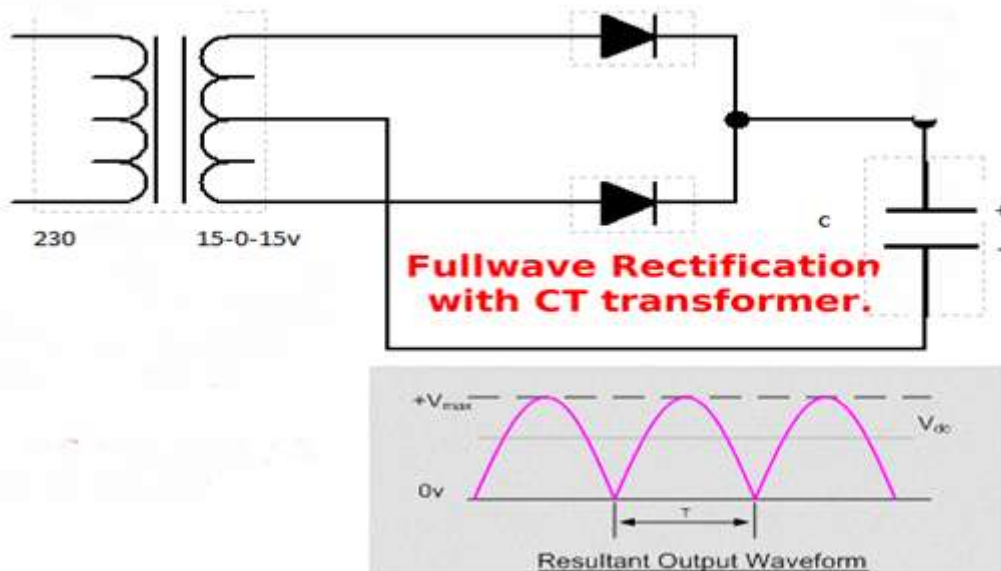 230
15-0-15v
c
+
-
Fullwave Rectification
with CT transformer.
+Vmax
Vdc
0v
T
Resultant Output Waveform